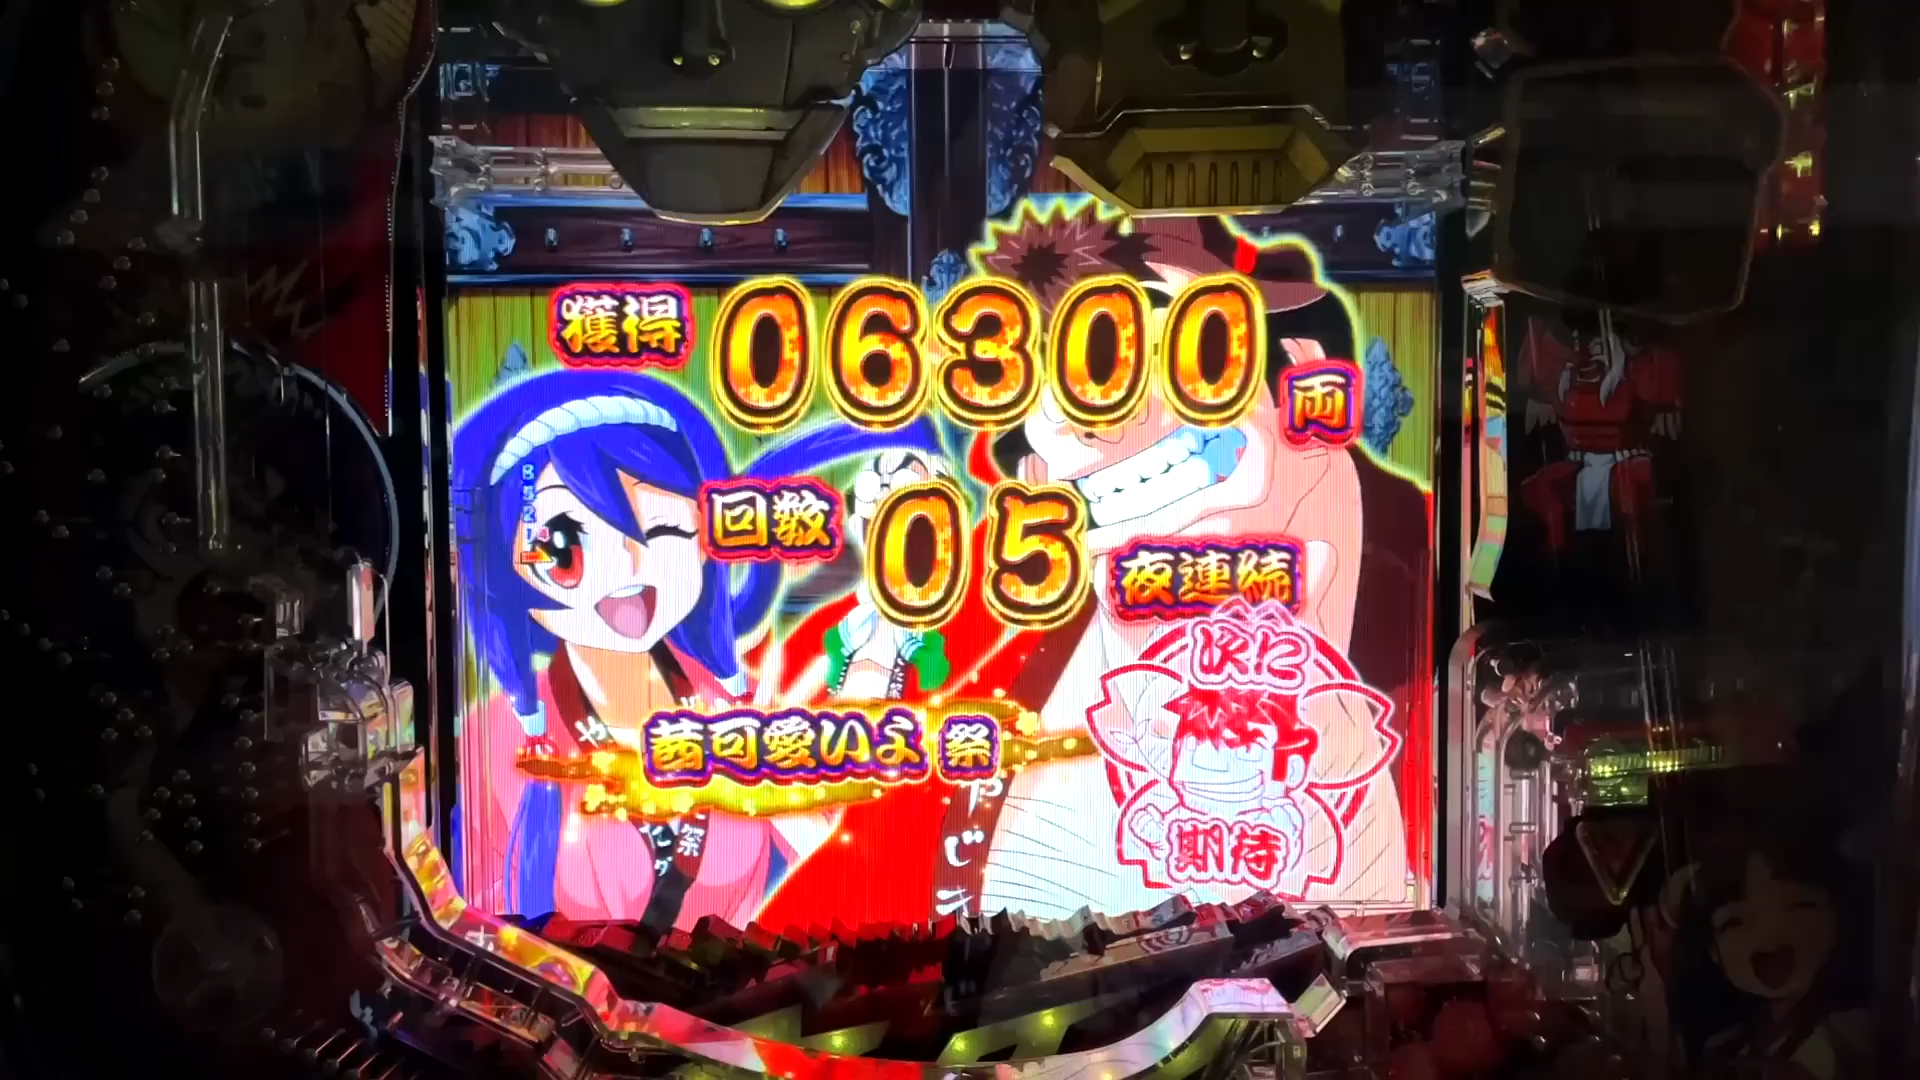 獲得 06300 両
回数 05 夜連続
茜可愛いよ 祭
次に
期待